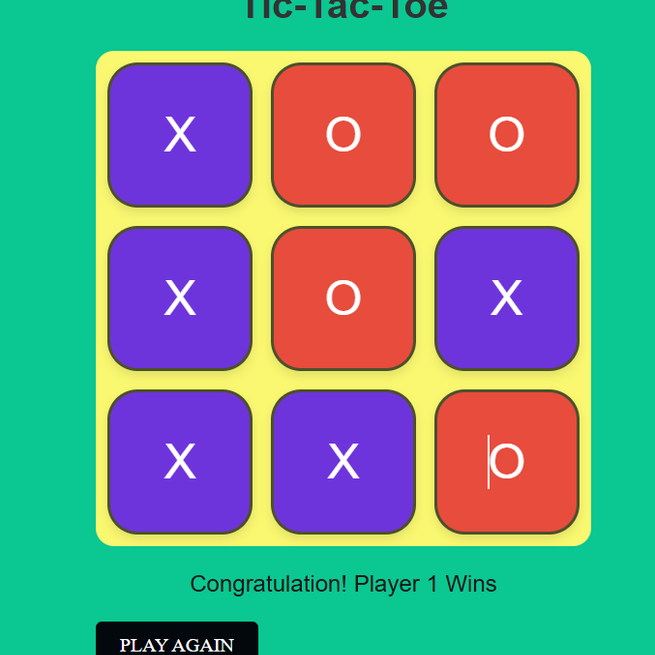 Tic-Tac-Toe
X O O
X O X
X X O
Congratulation! Player 1 Wins
PLAY AGAIN